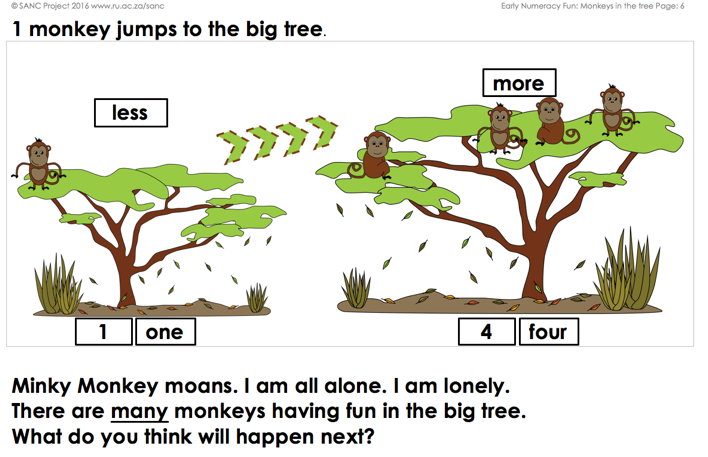 © SANC Project 2016 www.ru.ac.za/sanc
Early Numeracy Fun: Monkeys in the tree Page: 6
1 monkey jumps to the big tree.
less
more
1 one
4 four
Minky Monkey moans. I am all alone. I am lonely.
There are many monkeys having fun in the big tree.
What do you think will happen next?